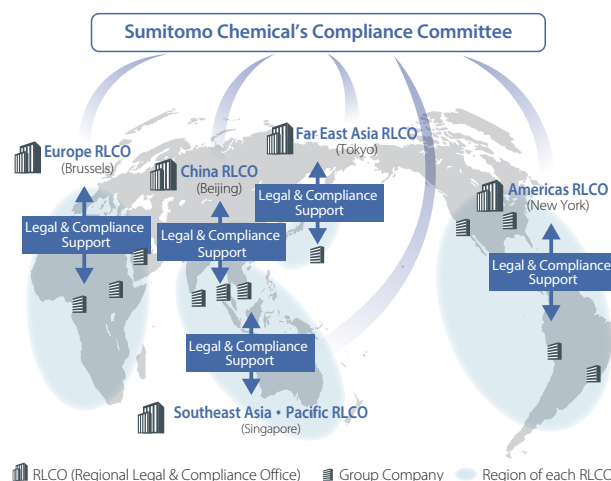 Sumitomo Chemical's Compliance Committee
Far East Asia RLCO
(Tokyo)
Europe RLCO
(Brussels)
China RLCO
(Beijing)
Americas RLCO
(New York)
Legal & Compliance
Support
Legal & Compliance
Support
Legal & Compliance
Support
Legal & Compliance
Support
Legal & Compliance
Support
Southeast Asia・Pacific RLCO
(Singapore)
RLCO (Regional Legal & Compliance Office)
Group Company
Region of each RLCO